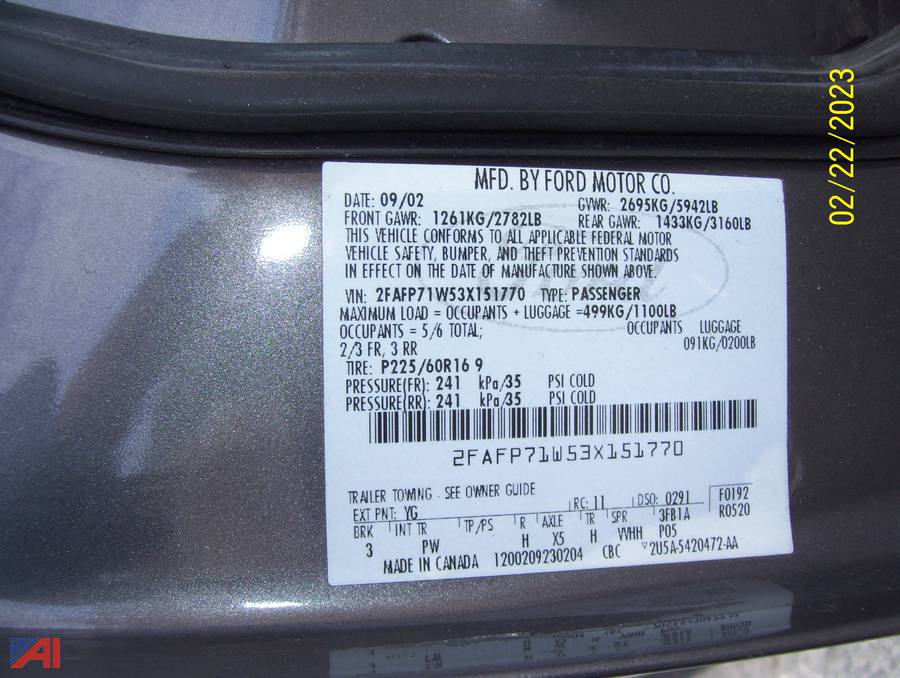 MFD. BY FORD MOTOR CO.
DATE: 09/02 GVWR: 2695KG/5942LB
FRONT GAWR: 1261KG/2782LB REAR GAWR: 1433KG/3160LB
THIS VEHICLE CONFORMS TO ALL APPLICABLE FEDERAL MOTOR
VEHICLE SAFETY, BUMPER, AND THEFT PREVENTION STANDARDS
IN EFFECT ON THE DATE OF MANUFACTURE SHOWN ABOVE.
VIN: 2FAFP71W53X151770 TYPE: PASSENGER
MAXIMUM LOAD = OCCUPANTS + LUGGAGE =499KG/1100LB
OCCUPANTS = 5/6 TOTAL; OCCUPANTS LUGGAGE
2/3 FR, 3 RR 091KG/0200LB
TIRE: P225/60R16 9
PRESSURE(FR): 241 kPa/35 PSI COLD
PRESSURE(RR): 241 kPa/35 PSI COLD
2FAFP71W53X151770
TRAILER TOWING - SEE OWNER GUIDE
EXT PNT: YG RC: 11 DSO: 0291 F0192
BRK INT TR TP/PS R AXLE TR SPR 3FB1A R0520
3 PW H X5 H VVHH P05
MADE IN CANADA 1200209230204 CBC 2U5A-5420472-AA
02/22/2023
AI